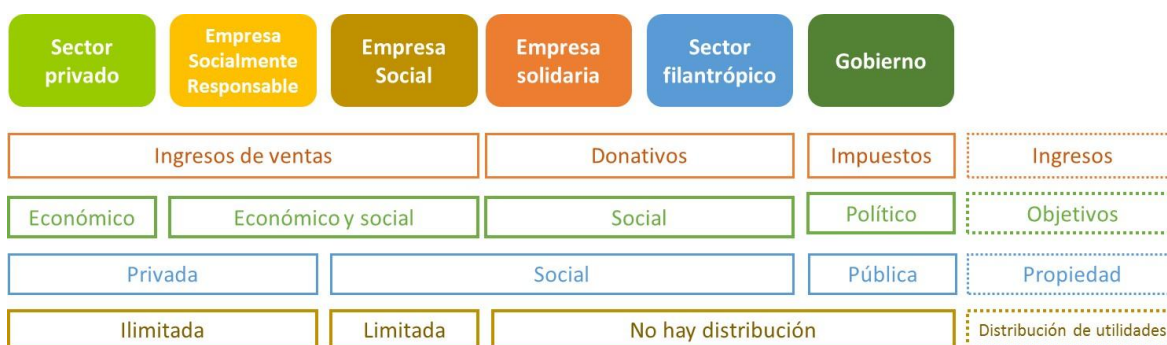 Sector
privado
Empresa
Socialmente
Responsable
Empresa
Social
Empresa
solidaria
Sector
filantrópico
Gobierno
Ingresos de ventas
Donativos
Impuestos
Ingresos
Económico
Económico y social
Social
Político
Objetivos
Privada
Social
Pública
Propiedad
Ilimitada
Limitada
No hay distribución
Distribución de utilidades